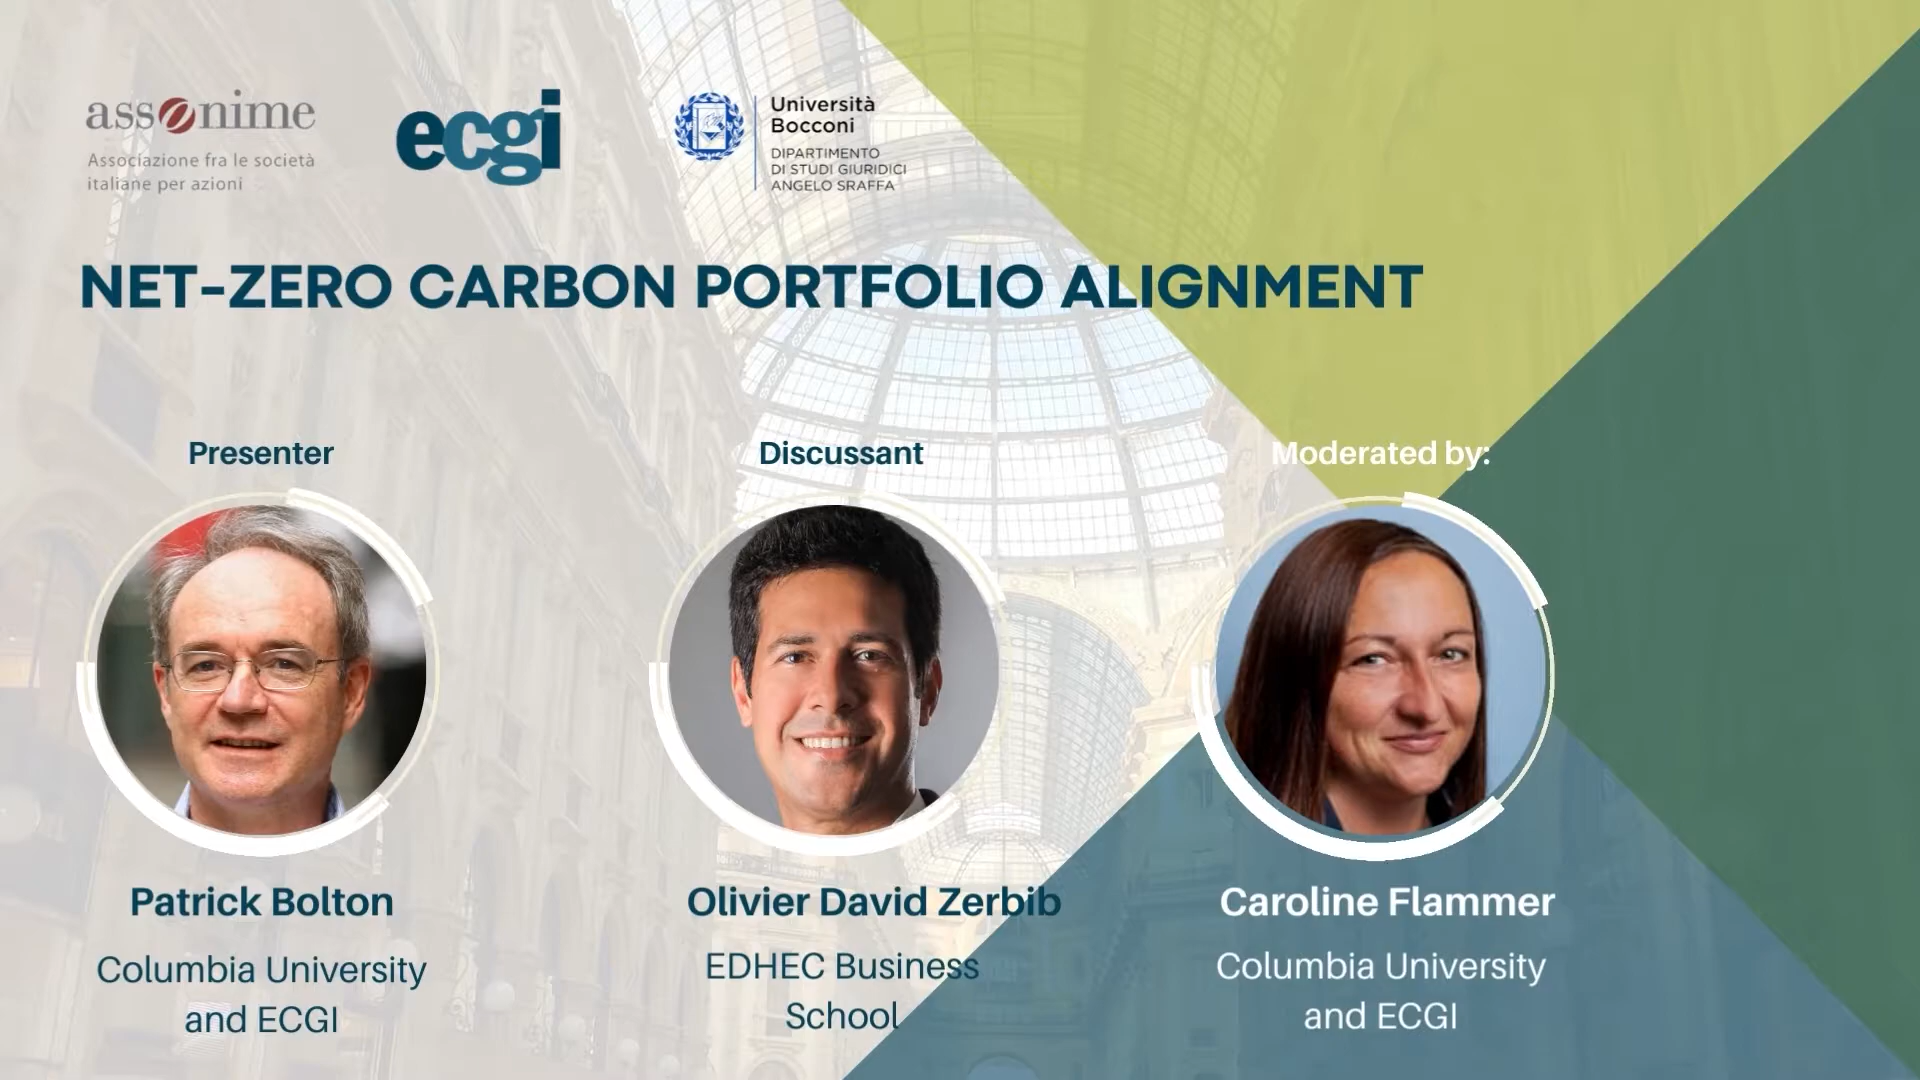 assonime
Associazione fra le società
italiane per azioni
ecgi
Università
Bocconi
DIPARTIMENTO
DI STUDI GIURIDICI
ANGELO SRAFFA
NET-ZERO CARBON PORTFOLIO ALIGNMENT
Presenter
Patrick Bolton
Columbia University
and ECGI
Discussant
Olivier David Zerbib
EDHEC Business
School
Moderated by:
Caroline Flammer
Columbia University
and ECGI